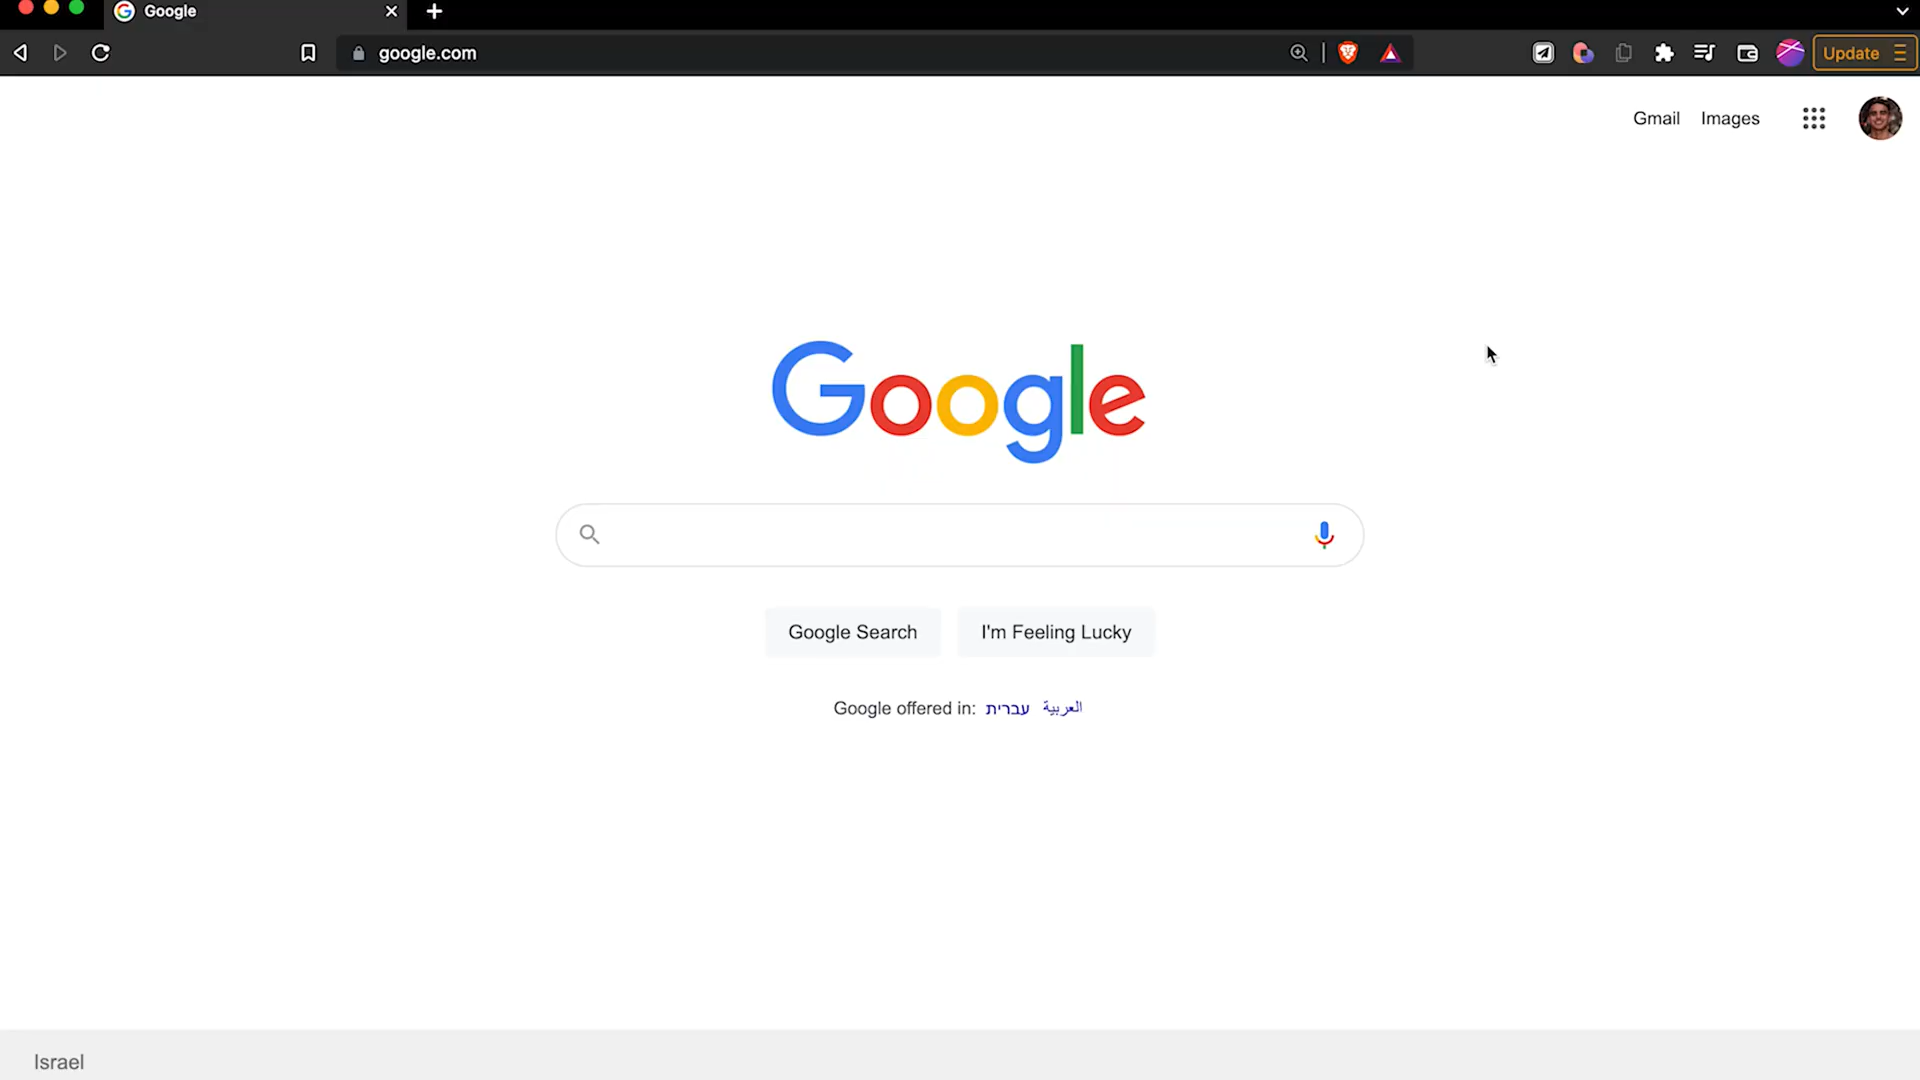 Google
google.com
Update
Gmail Images
Google
Google Search I'm Feeling Lucky
Google offered in: עברית العربية
Israel